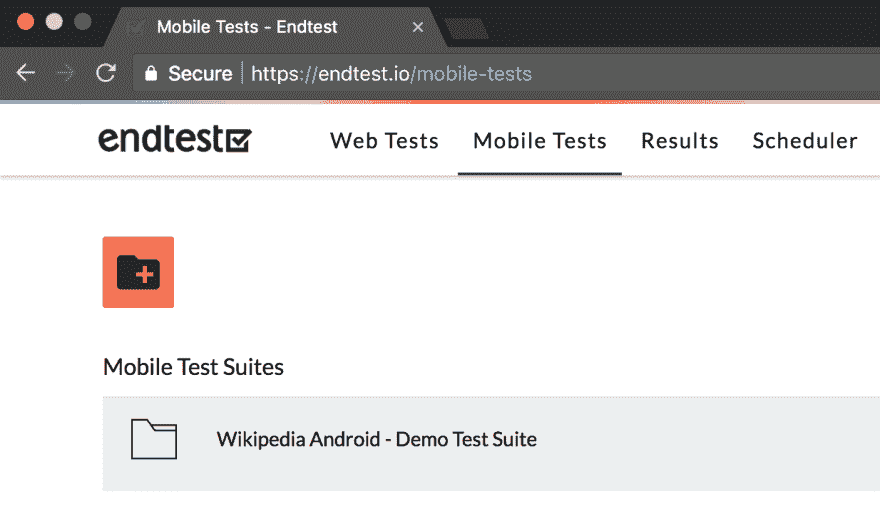 Mobile Tests - Endtest
Secure https://endtest.io/mobile-tests
endtest Web Tests Mobile Tests Results Scheduler
Mobile Test Suites
Wikipedia Android - Demo Test Suite